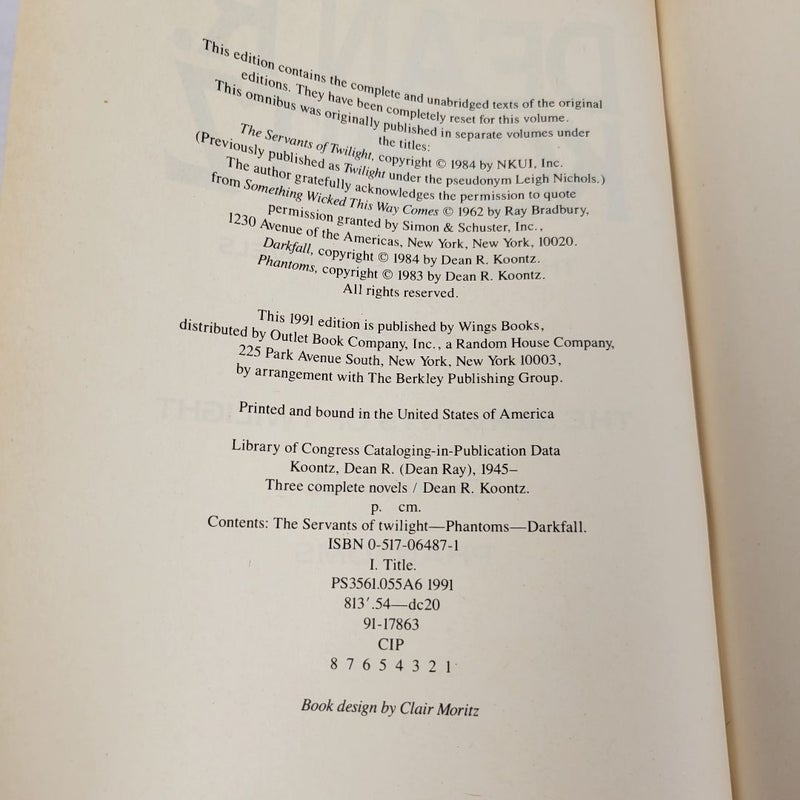 This edition contains the complete and unabridged texts of the original
editions. They have been completely reset for this volume.
This omnibus was originally published in separate volumes under
the titles:
The Servants of Twilight, copyright © 1984 by NKUI, Inc.
(Previously published as Twilight under the pseudonym Leigh Nichols.)
The author gratefully acknowledges the permission to quote
from Something Wicked This Way Comes © 1962 by Ray Bradbury,
permission granted by Simon & Schuster, Inc.,
1230 Avenue of the Americas, New York, New York, 10020.
Darkfall, copyright © 1984 by Dean R. Koontz.
Phantoms, copyright © 1983 by Dean R. Koontz.
All rights reserved.
This 1991 edition is published by Wings Books,
distributed by Outlet Book Company, Inc., a Random House Company,
225 Park Avenue South, New York, New York 10003,
by arrangement with The Berkley Publishing Group.
Printed and bound in the United States of America
Library of Congress Cataloging-in-Publication Data
Koontz, Dean R. (Dean Ray), 1945–
Three complete novels / Dean R. Koontz.
p. cm.
Contents: The Servants of twilight—Phantoms—Darkfall.
ISBN 0-517-06487-1
I. Title.
PS3561.055A6 1991
813′.54—dc20
91-17863
CIP
8 7 6 5 4 3 2 1
Book design by Clair Moritz